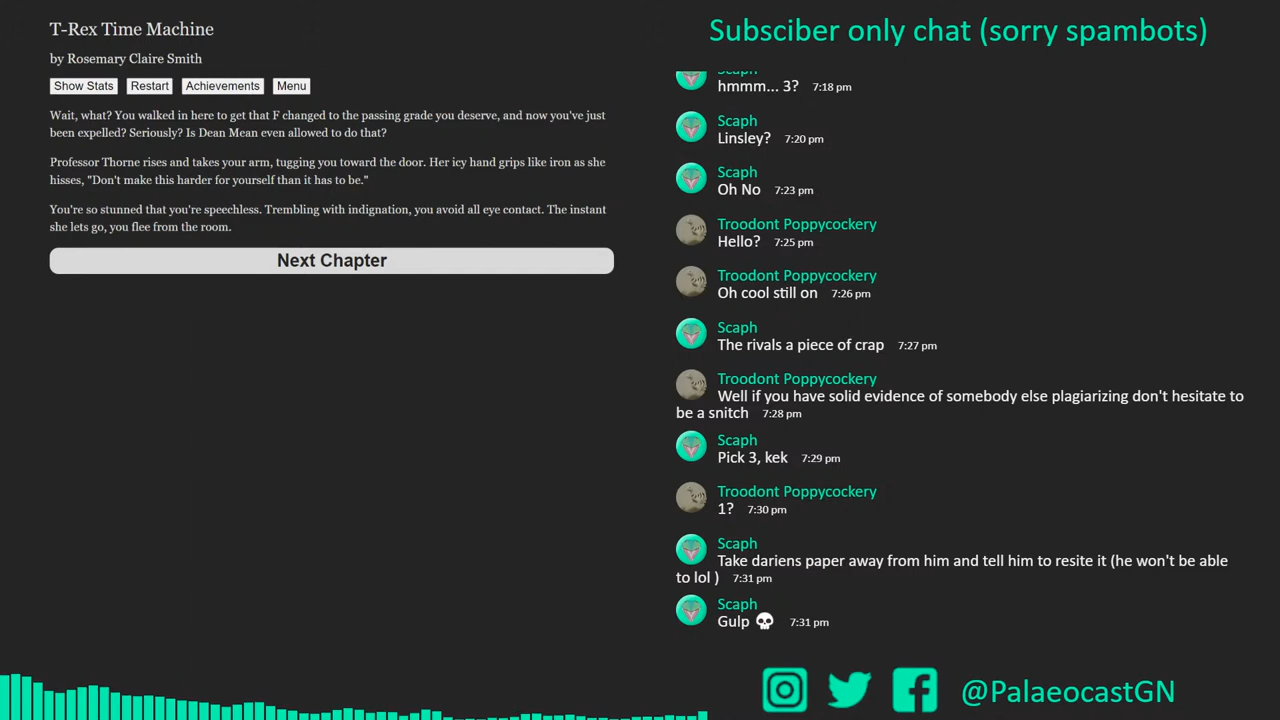 T-Rex Time Machine
by Rosemary Claire Smith
Show Stats Restart Achievements Menu
Wait, what? You walked in here to get that F changed to the passing grade you deserve, and now you've just
been expelled? Seriously? Is Dean Mean even allowed to do that?
Professor Thorne rises and takes your arm, tugging you toward the door. Her icy hand grips like iron as she
hisses, "Don't make this harder for yourself than it has to be."
You're so stunned that you're speechless. Trembling with indignation, you avoid all eye contact. The instant
she lets go, you flee from the room.
Next Chapter
Subsciber only chat (sorry spambots)
Scaph
hmmm... 3? 7:18 pm
Scaph
Linsley? 7:20 pm
Scaph
Oh No 7:23 pm
Troodont Poppycockery
Hello? 7:25 pm
Troodont Poppycockery
Oh cool still on 7:26 pm
Scaph
The rivals a piece of crap 7:27 pm
Troodont Poppycockery
Well if you have solid evidence of somebody else plagiarizing don't hesitate to
be a snitch 7:28 pm
Scaph
Pick 3, kek 7:29 pm
Troodont Poppycockery
1? 7:30 pm
Scaph
Take dariens paper away from him and tell him to resite it (he won't be able
to lol ) 7:31 pm
Scaph
Gulp 💀 7:31 pm
@PalaeocastGN